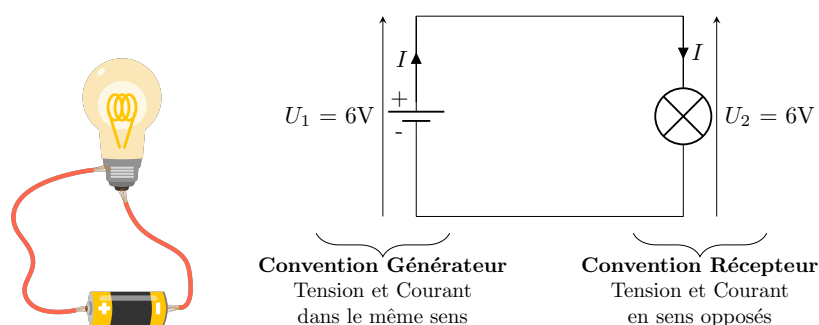 I
I
+
-
U₁ = 6V
U₂ = 6V
Convention Générateur
Tension et Courant
dans le même sens
Convention Récepteur
Tension et Courant
en sens opposés
+
-